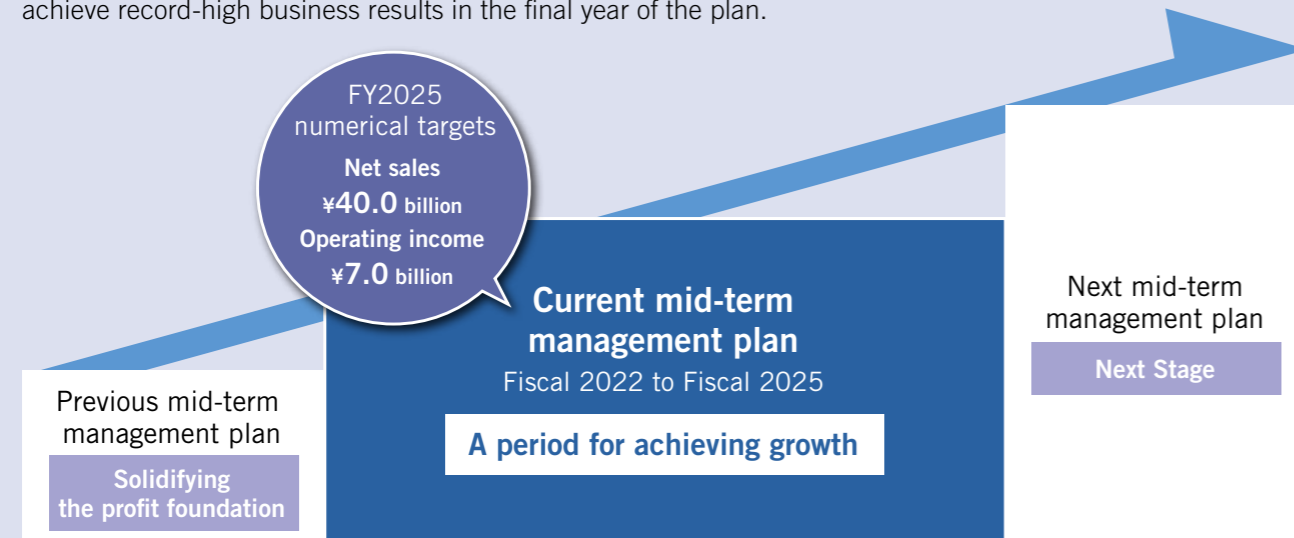 achieve record-high business results in the final year of the plan.
FY2025
numerical targets
Net sales
¥40.0 billion
Operating income
¥7.0 billion
Previous mid-term
management plan
Solidifying
the profit foundation
Current mid-term
management plan
Fiscal 2022 to Fiscal 2025
A period for achieving growth
Next mid-term
management plan
Next Stage